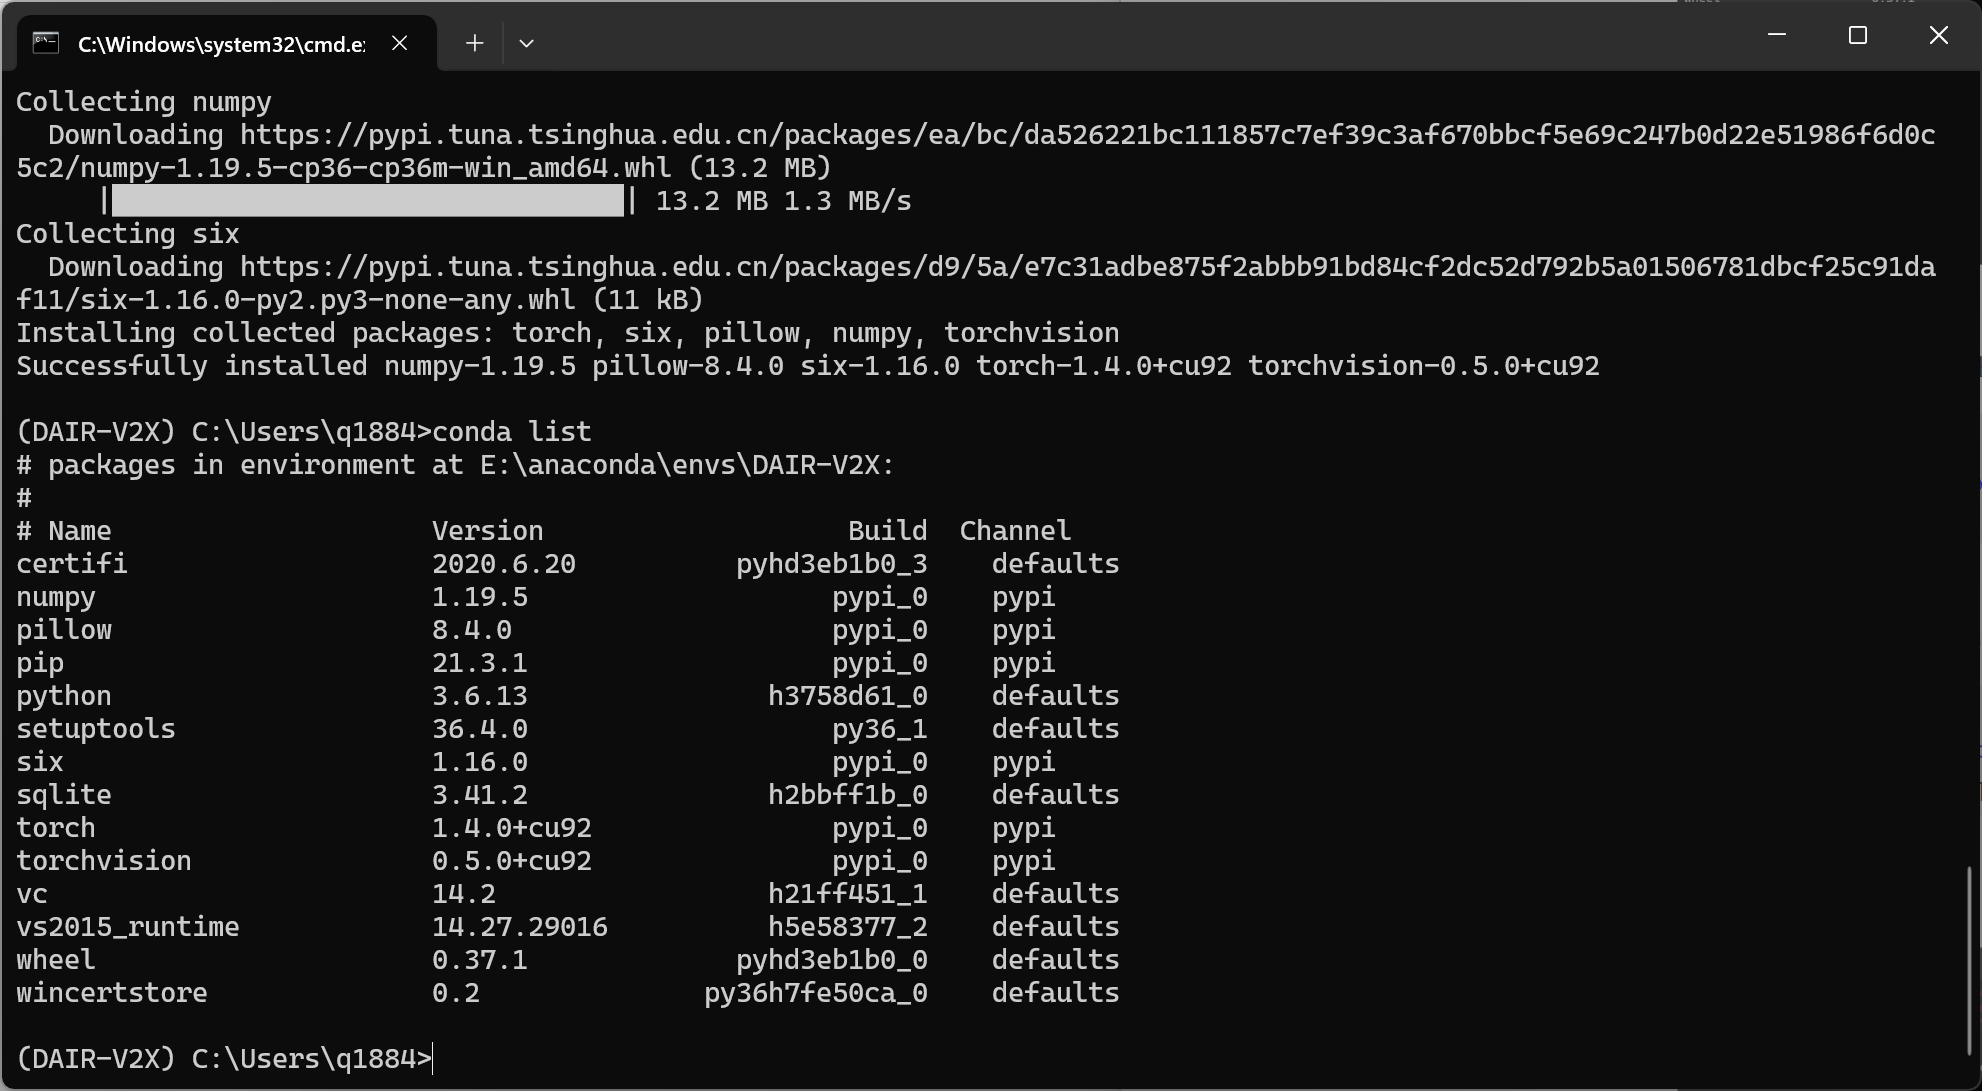 C:\Windows\system32\cmd.e
Collecting numpy
  Downloading https://pypi.tuna.tsinghua.edu.cn/packages/ea/bc/da526221bc111857c7ef39c3af670bbcf5e69c247b0d22e51986f6d0c
5c2/numpy-1.19.5-cp36-cp36m-win_amd64.whl (13.2 MB)
| | 13.2 MB 1.3 MB/s
Collecting six
  Downloading https://pypi.tuna.tsinghua.edu.cn/packages/d9/5a/e7c31adbe875f2abbb91bd84cf2dc52d792b5a01506781dbcf25c91da
f11/six-1.16.0-py2.py3-none-any.whl (11 kB)
Installing collected packages: torch, six, pillow, numpy, torchvision
Successfully installed numpy-1.19.5 pillow-8.4.0 six-1.16.0 torch-1.4.0+cu92 torchvision-0.5.0+cu92
(DAIR-V2X) C:\Users\q1884>conda list
# packages in environment at E:\anaconda\envs\DAIR-V2X:
#
# Name Version Build Channel
certifi 2020.6.20 pyhd3eb1b0_3 defaults
numpy 1.19.5 pypi_0 pypi
pillow 8.4.0 pypi_0 pypi
pip 21.3.1 pypi_0 pypi
python 3.6.13 h3758d61_0 defaults
setuptools 36.4.0 py36_1 defaults
six 1.16.0 pypi_0 pypi
sqlite 3.41.2 h2bbff1b_0 defaults
torch 1.4.0+cu92 pypi_0 pypi
torchvision 0.5.0+cu92 pypi_0 pypi
vc 14.2 h21ff451_1 defaults
vs2015_runtime 14.27.29016 h5e58377_2 defaults
wheel 0.37.1 pyhd3eb1b0_0 defaults
wincertstore 0.2 py36h7fe50ca_0 defaults
(DAIR-V2X) C:\Users\q1884>